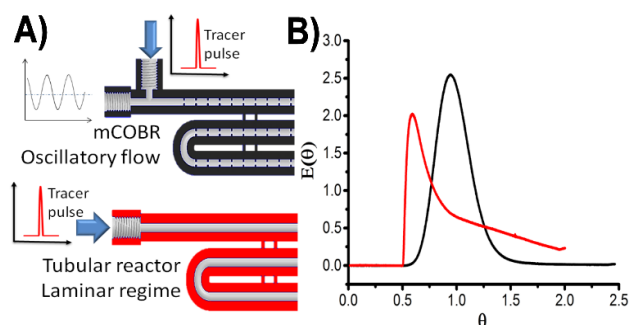 A)
Tracer
pulse
mCOBR
Oscillatory flow
Tracer
pulse
Tubular reactor
Laminar regime
B)
E(θ)
3.0
2.5
2.0
1.5
1.0
0.5
0.0
0.0 0.5 1.0 1.5 2.0 2.5
θ